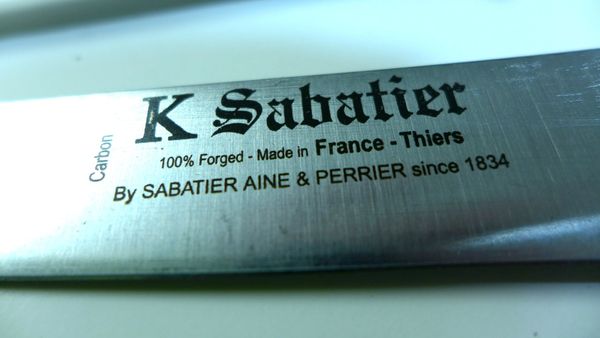 K Sabatier
Carbon
100% Forged - Made in France - Thiers
By SABATIER AINE & PERRIER since 1834